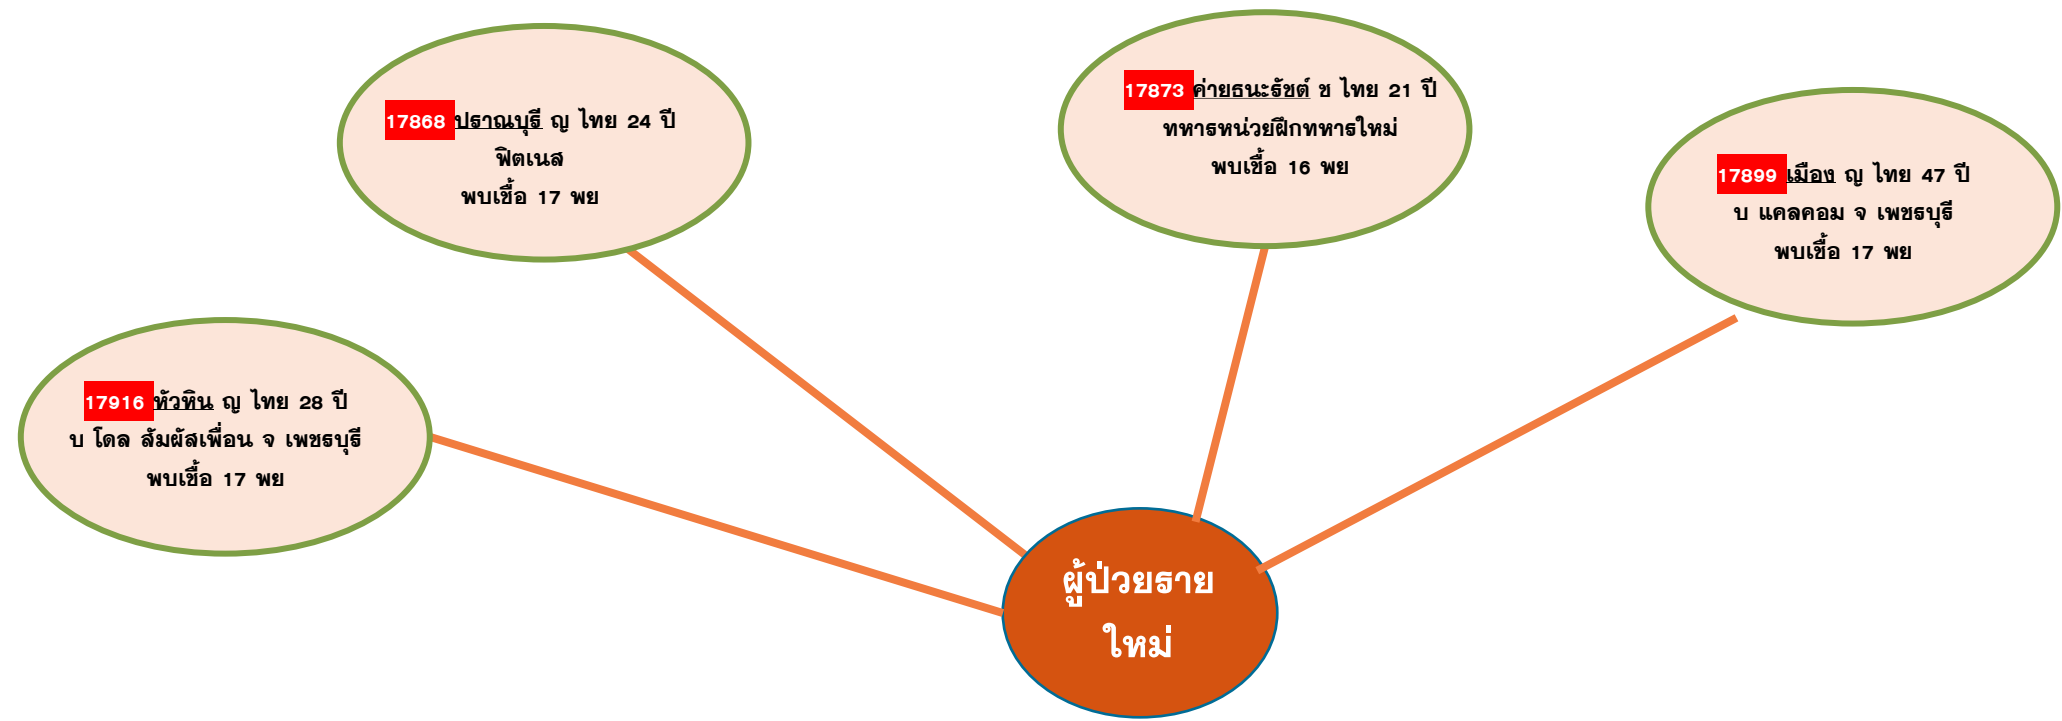 17868 ปราณบุรี ญ ไทย 24 ปี
ฟิตเนส
พบเชื้อ 17 พย
17873 ค่ายธนะรัชต์ ช ไทย 21 ปี
ทหารหน่วยฝึกทหารใหม่
พบเชื้อ 16 พย
17899 เมือง ญ ไทย 47 ปี
บ แคลคอม จ เพชรบุรี
พบเชื้อ 17 พย
17916 หัวหิน ญ ไทย 28 ปี
บ โดล สัมผัสเพื่อน จ เพชรบุรี
พบเชื้อ 17 พย
ผู้ป่วยราย
ใหม่